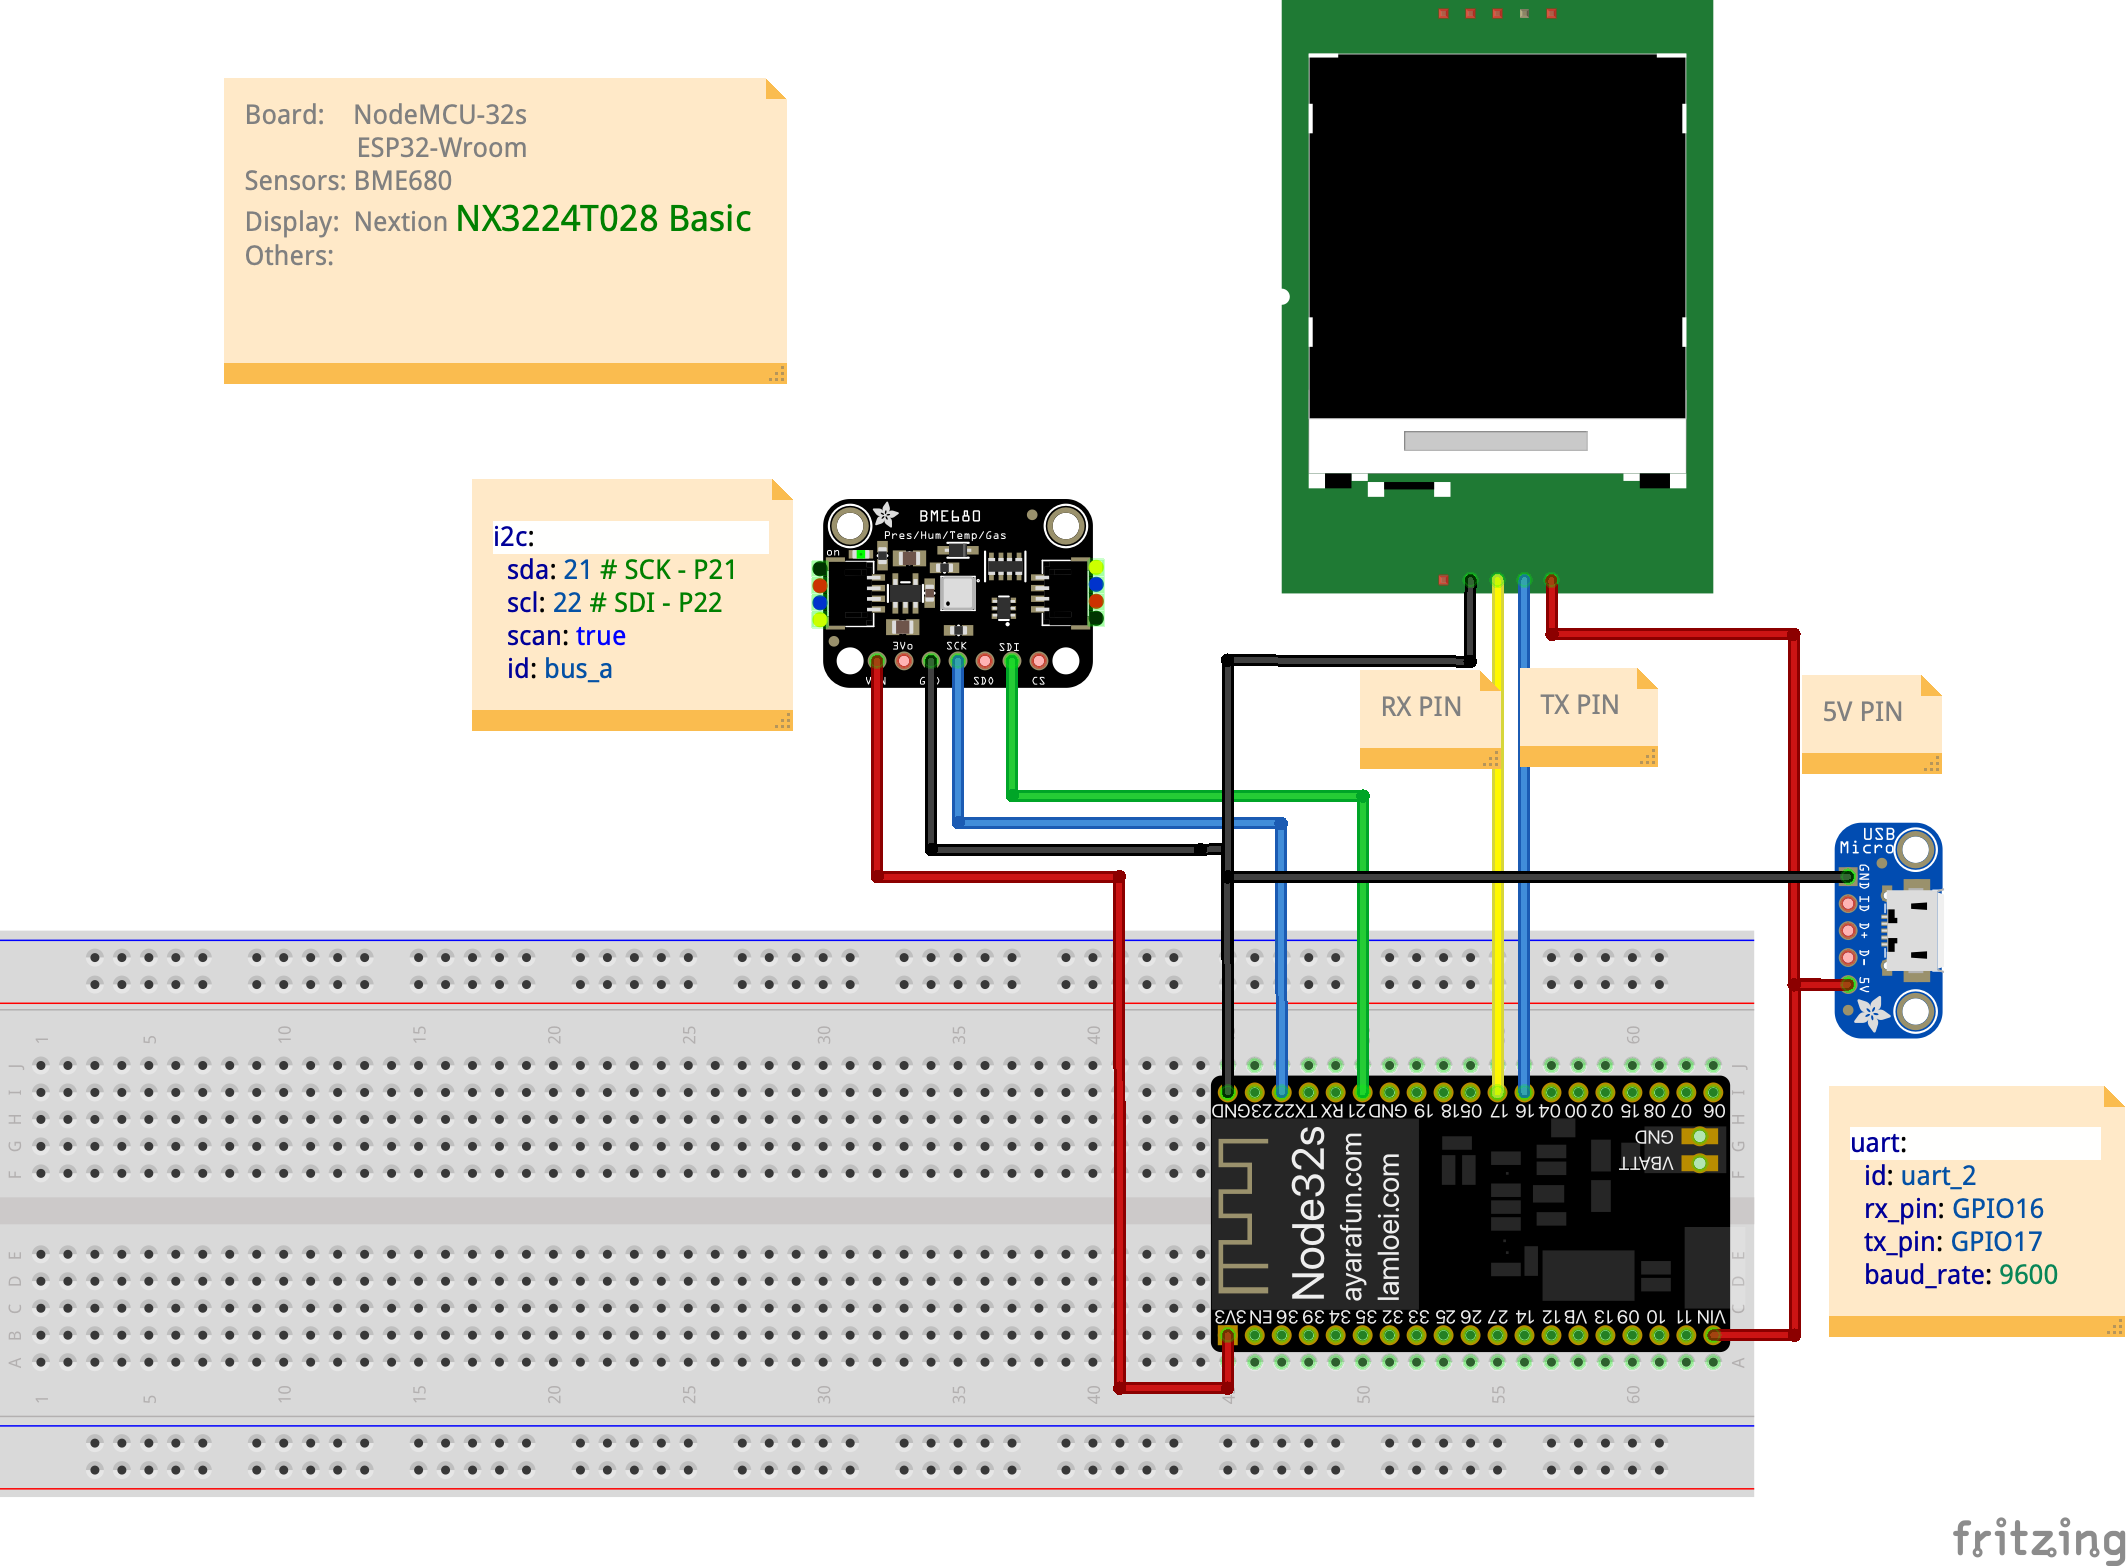 Board: NodeMCU-32s
ESP32-Wroom
Sensors: BME680
Display: Nextion NX3224T028 Basic
Others:
i2c:
sda: 21 # SCK - P21
scl: 22 # SDI - P22
scan: true
id: bus_a
BME680
Pres/Hum/Temp/Gas
on
3Vo SCK SDI
SDO CS
RX PIN
TX PIN
5V PIN
USB
Micro
GND ID D+ D- 5V
uart:
id: uart_2
rx_pin: GPIO16
tx_pin: GPIO17
baud_rate: 9600
1 5 10 15 20 25 30 35 40 60
J
I
H
G
F
GND 23 22 TX RX 21 GND 19 18 05 17 16 04 00 02 15 08 07 06
GND
VBATT
Node32s
ayarafun.com
lamloei.com
3V3 EN 36 39 34 35 32 33 25 26 27 14 12 VB 13 09 10 11 VIN
E
D
C
B
A
1 5 10 15 20 25 30 35 40 50 55 60
J
I
H
G
F
E
D
C
A
fritzing